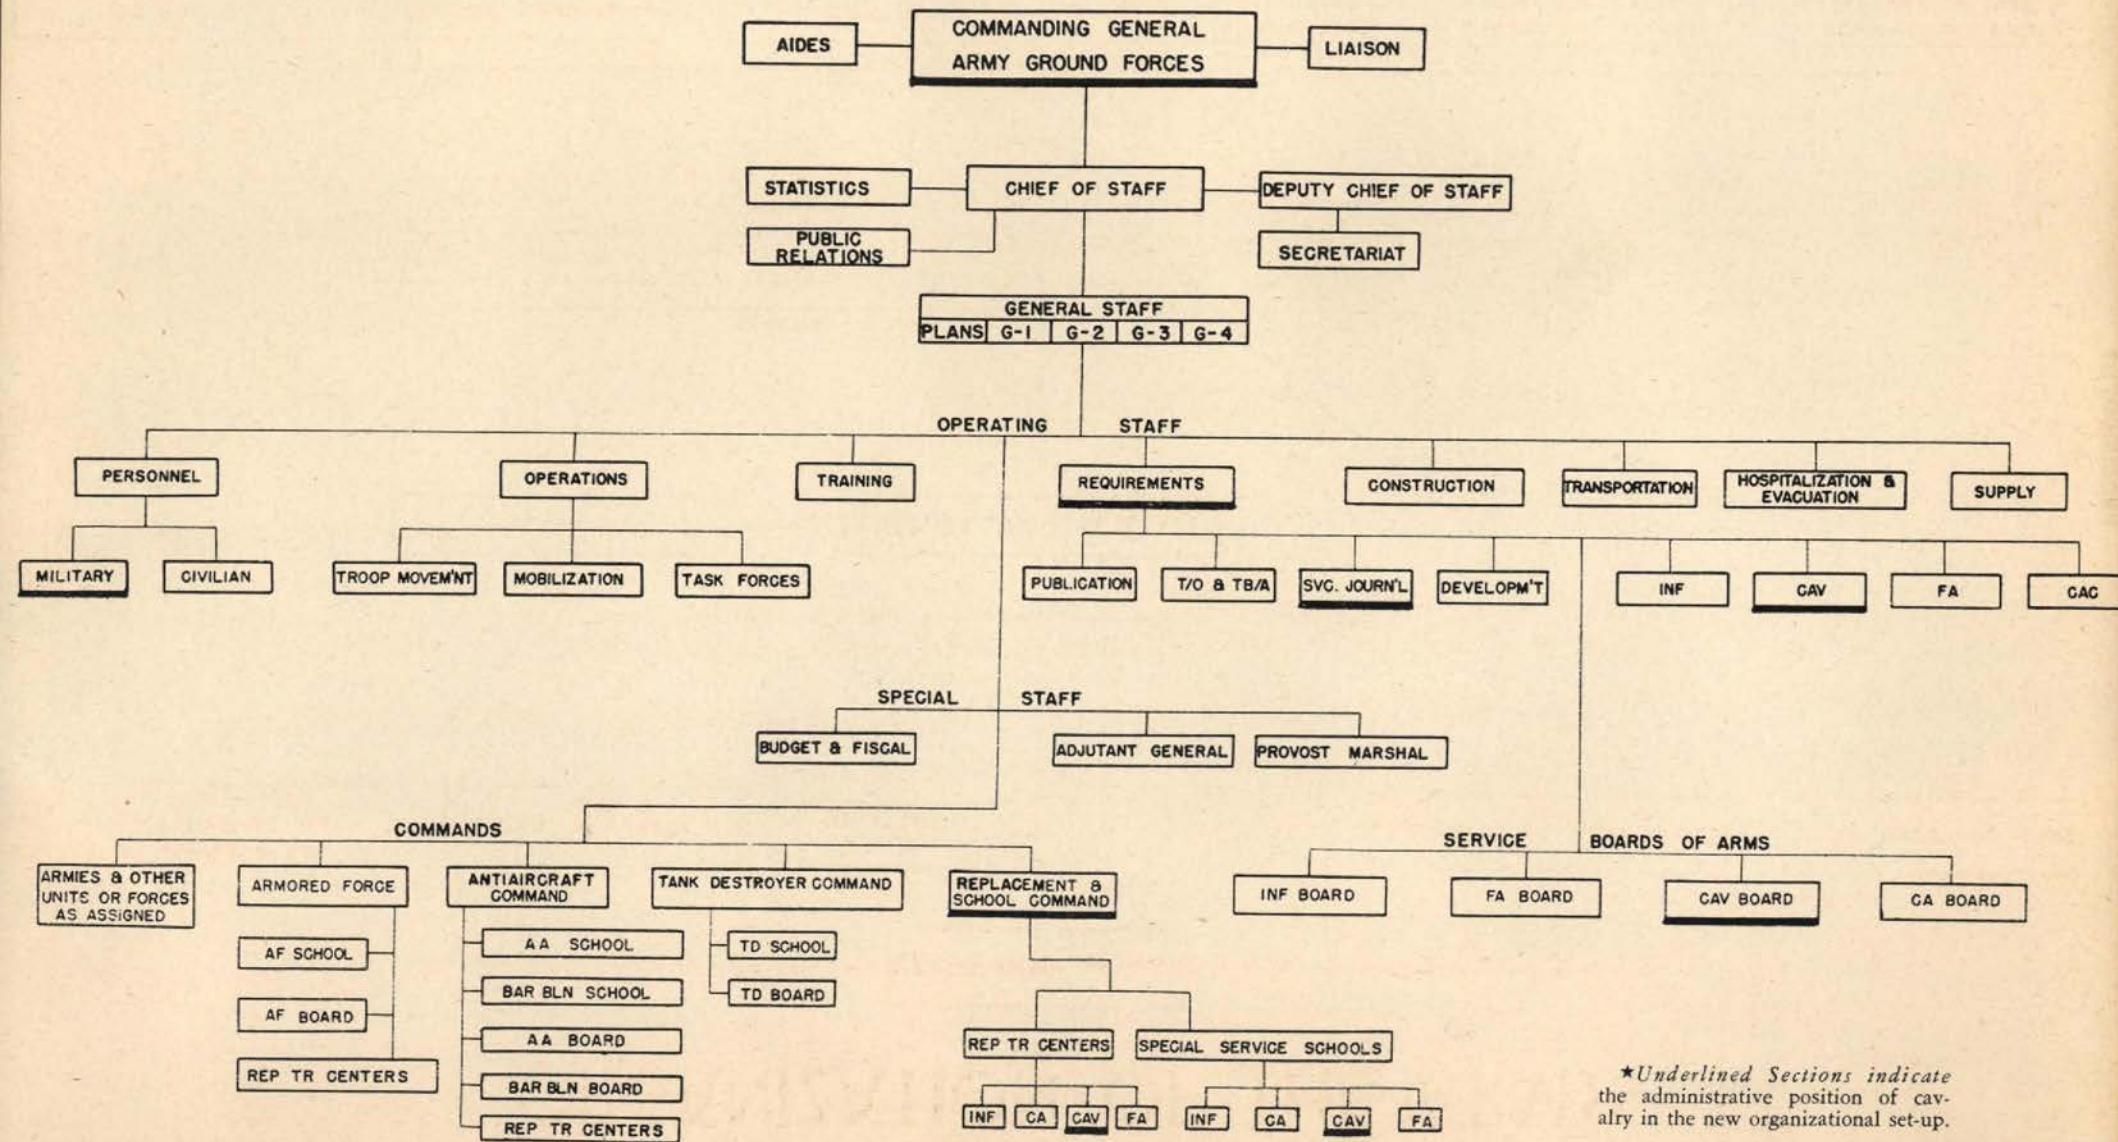 COMMANDING GENERAL
ARMY GROUND FORCES
AIDES
LIAISON
STATISTICS
CHIEF OF STAFF
DEPUTY CHIEF OF STAFF
PUBLIC
RELATIONS
SECRETARIAT
GENERAL STAFF
PLANS G-1 G-2 G-3 G-4
OPERATING STAFF
PERSONNEL
OPERATIONS
TRAINING
REQUIREMENTS
CONSTRUCTION
TRANSPORTATION
HOSPITALIZATION &
EVACUATION
SUPPLY
MILITARY
CIVILIAN
TROOP MOVEM'NT
MOBILIZATION
TASK FORCES
PUBLICATION
T/O & TB/A
SVC. JOURN'L
DEVELOPM'T
INF
CAV
FA
CAC
SPECIAL STAFF
BUDGET & FISCAL
ADJUTANT GENERAL
PROVOST MARSHAL
COMMANDS
ARMIES & OTHER
UNITS OR FORCES
AS ASSIGNED
ARMORED FORCE
AF SCHOOL
AF BOARD
REP TR CENTERS
ANTIAIRCRAFT
COMMAND
AA SCHOOL
BAR BLN SCHOOL
AA BOARD
BAR BLN BOARD
REP TR CENTERS
TANK DESTROYER COMMAND
TD SCHOOL
TD BOARD
REPLACEMENT &
SCHOOL COMMAND
REP TR CENTERS
INF
CA
CAV
FA
SPECIAL SERVICE SCHOOLS
INF
CA
CAV
FA
SERVICE BOARDS OF ARMS
INF BOARD
FA BOARD
CAV BOARD
CA BOARD
★Underlined Sections indicate
the administrative position of cav-
alry in the new organizational set-up.